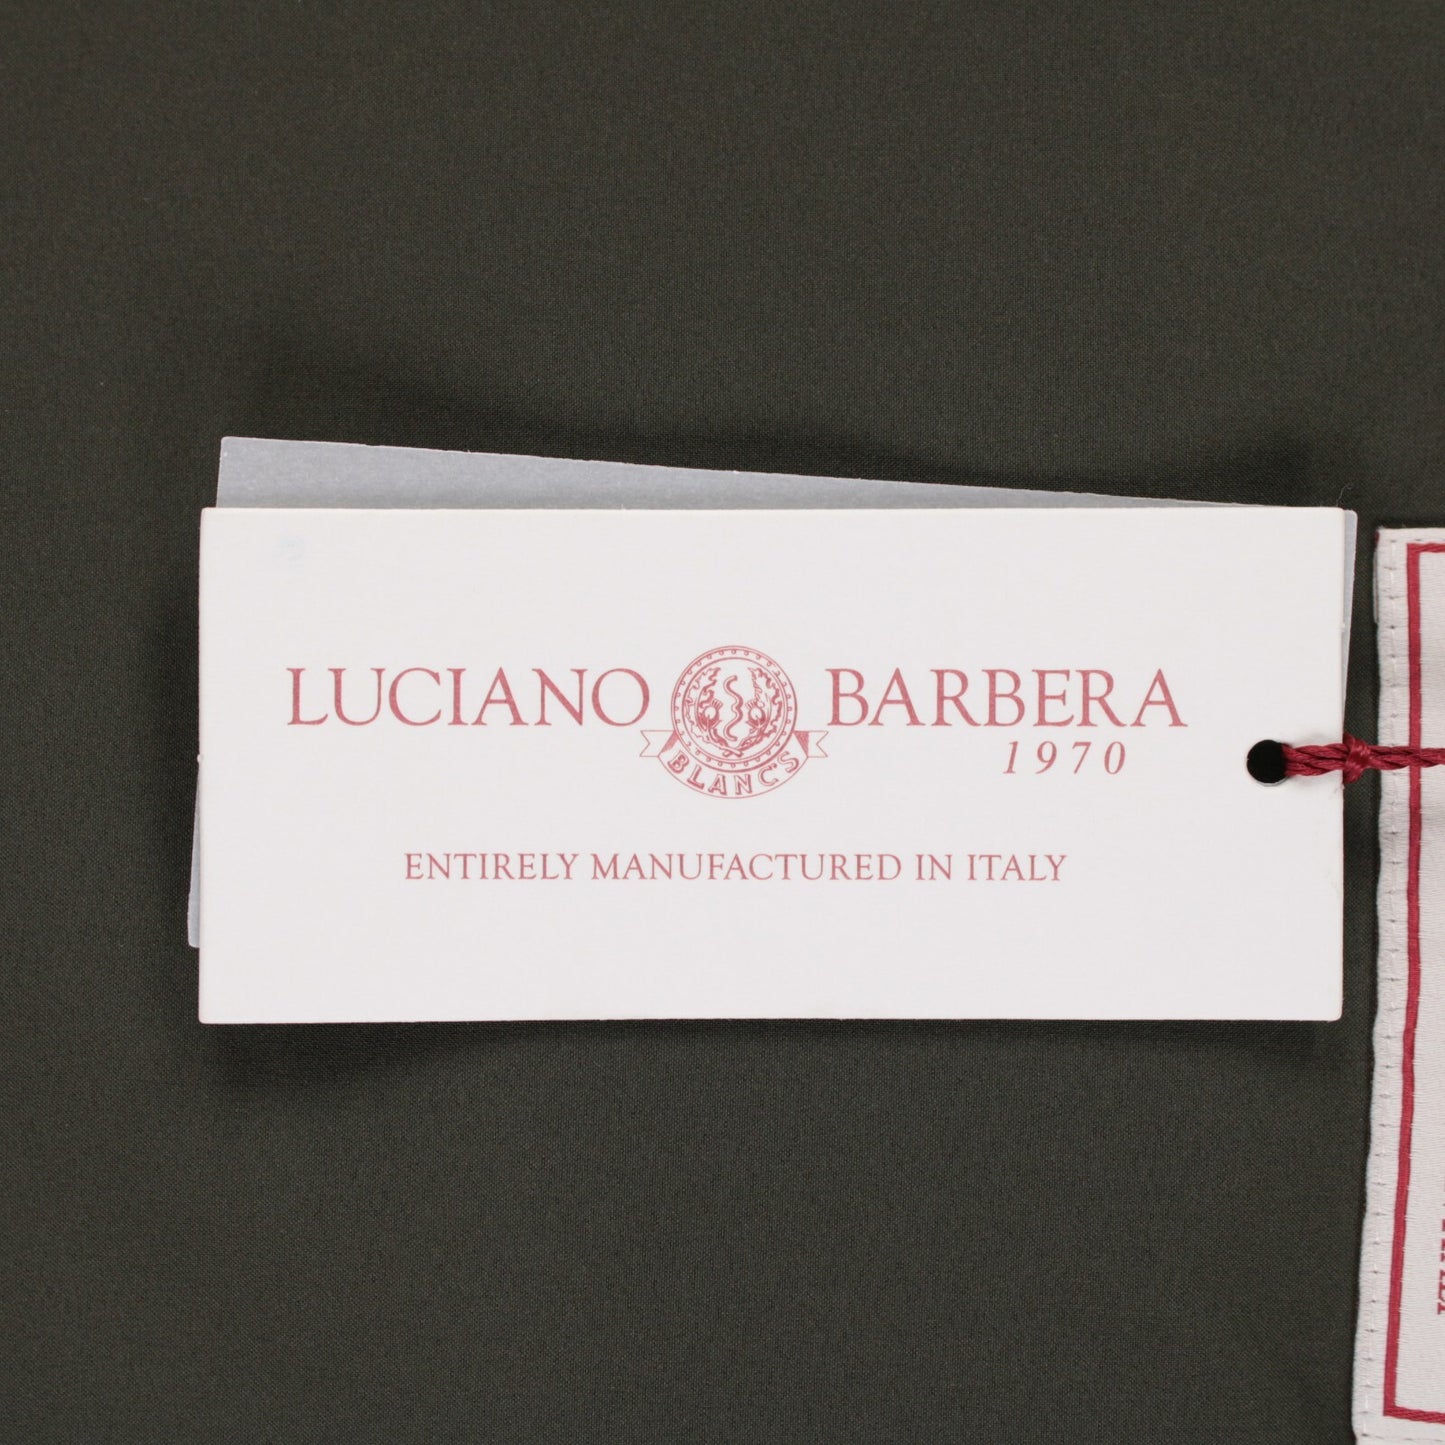 LUCIANO BARBERA
1970
BLANC'S
ENTIRELY MANUFACTURED IN ITALY